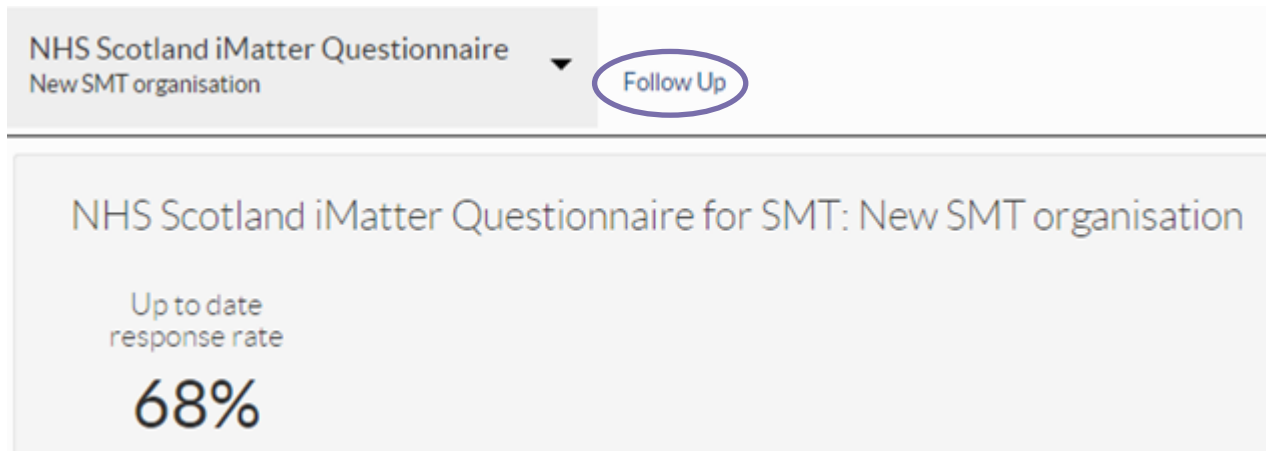 NHS Scotland iMatter Questionnaire
New SMT organisation
Follow Up
NHS Scotland iMatter Questionnaire for SMT: New SMT organisation
Up to date
response rate
68%